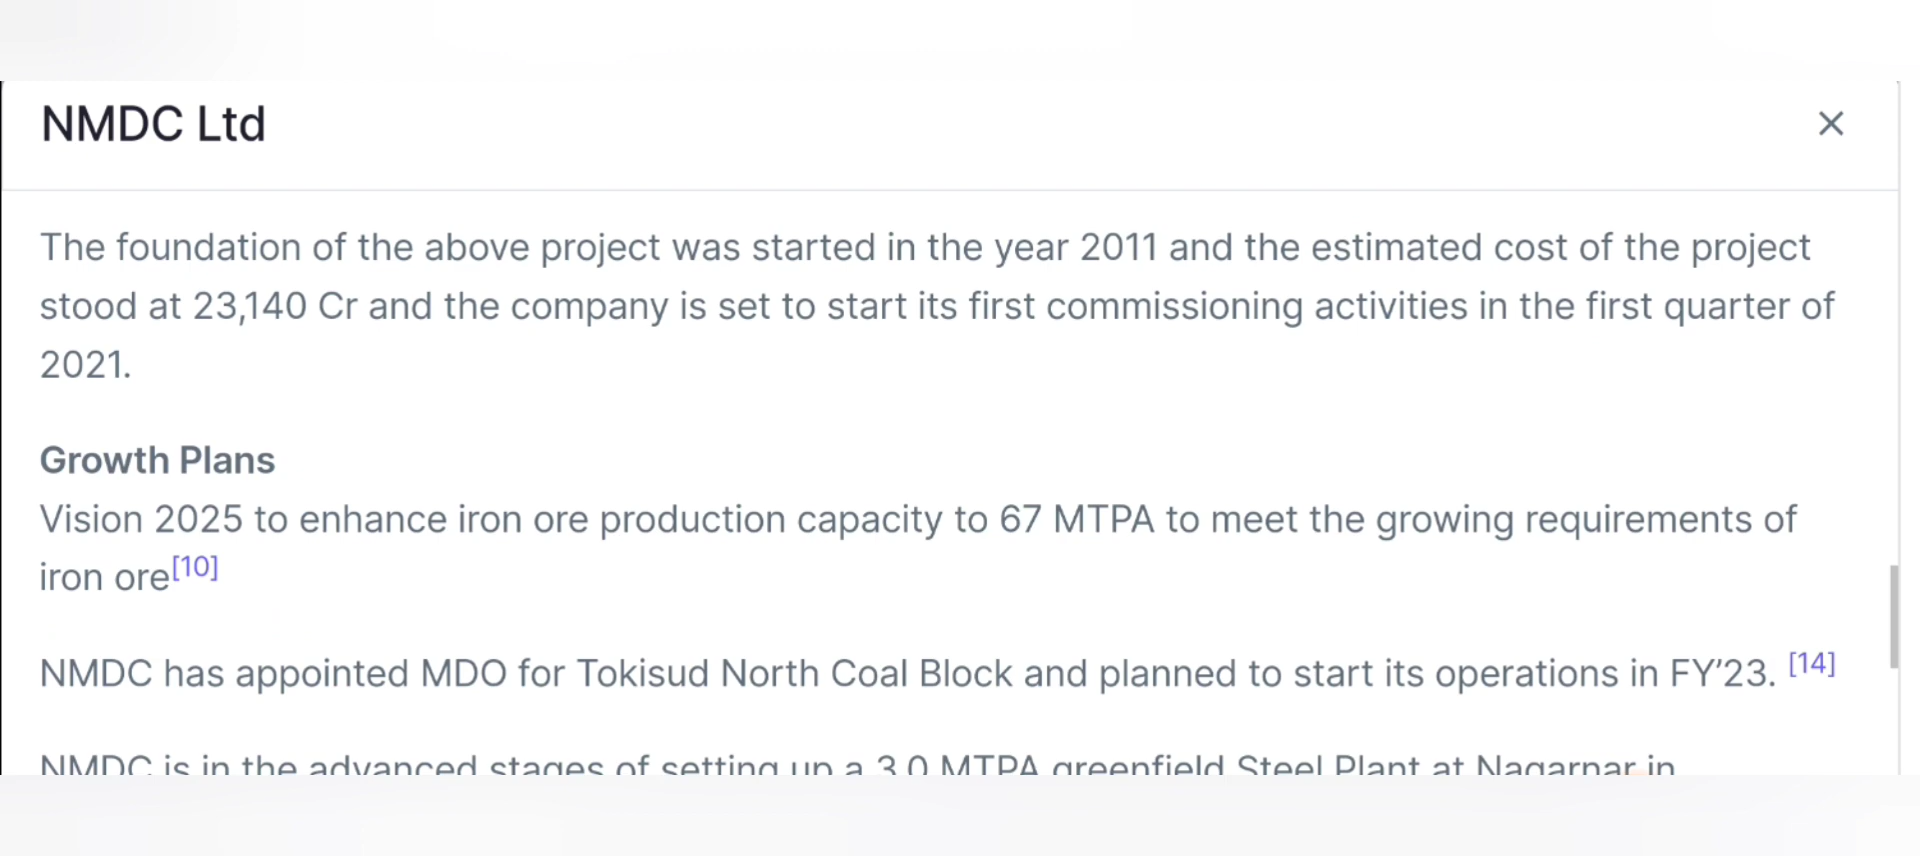 NMDC Ltd
The foundation of the above project was started in the year 2011 and the estimated cost of the project
stood at 23,140 Cr and the company is set to start its first commissioning activities in the first quarter of
2021.
Growth Plans
Vision 2025 to enhance iron ore production capacity to 67 MTPA to meet the growing requirements of
iron ore[10]
NMDC has appointed MDO for Tokisud North Coal Block and planned to start its operations in FY'23. [14]
NMDC is in the advanced stages of setting up a 3.0 MTPA greenfield Steel Plant at Nagarnar in